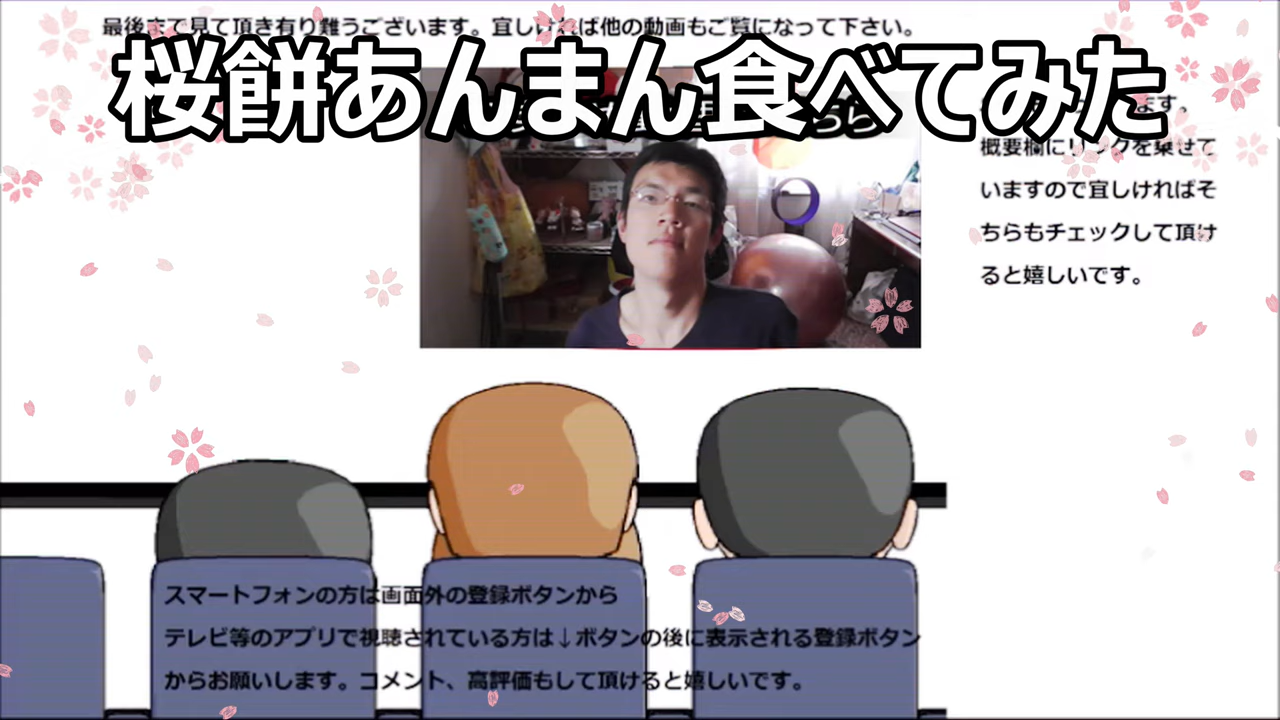 最後まで見て頂き有り難うございます。宜しければ他の動画もご覧になって下さい。
桜餅あんまん食べてみた
ます。
概要欄にリンクを乗せて
いますので宜しければそ
ちらもチェックして頂け
ると嬉しいです。
スマートフォンの方は画面外の登録ボタンから
テレビ等のアプリで視聴されている方は↓ボタンの後に表示される登録ボタン
からお願いします。コメント、高評価もして頂けると嬉しいです。